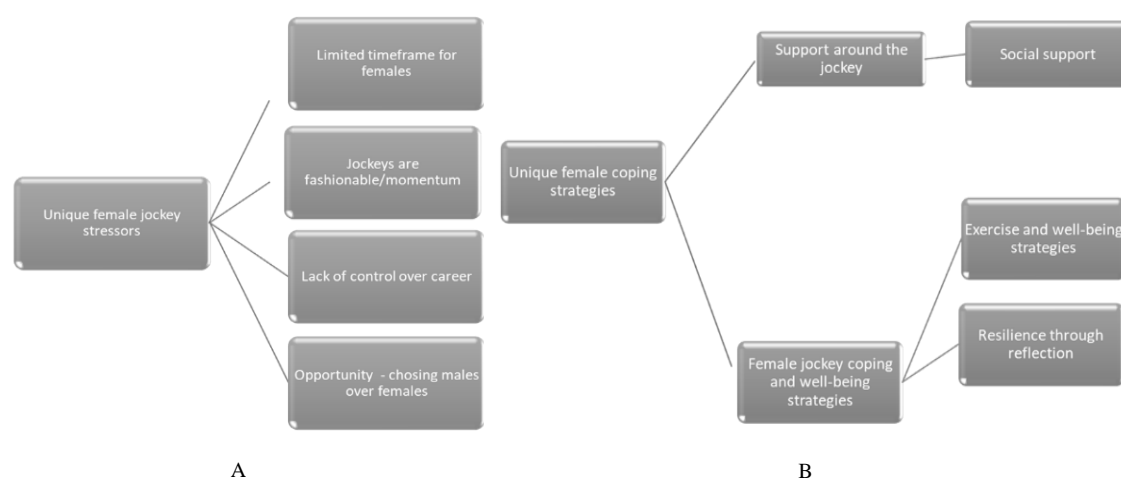 Limited timeframe for
females
Jockeys are
fashionable/momentum
Unique female jockey
stressors
Lack of control over career
Opportunity - chosing males
over females
A
Support around the
jockey
Social support
Unique female coping
strategies
Exercise and well-being
strategies
Resilience through
reflection
Female jockey coping
and well-being
strategies
B